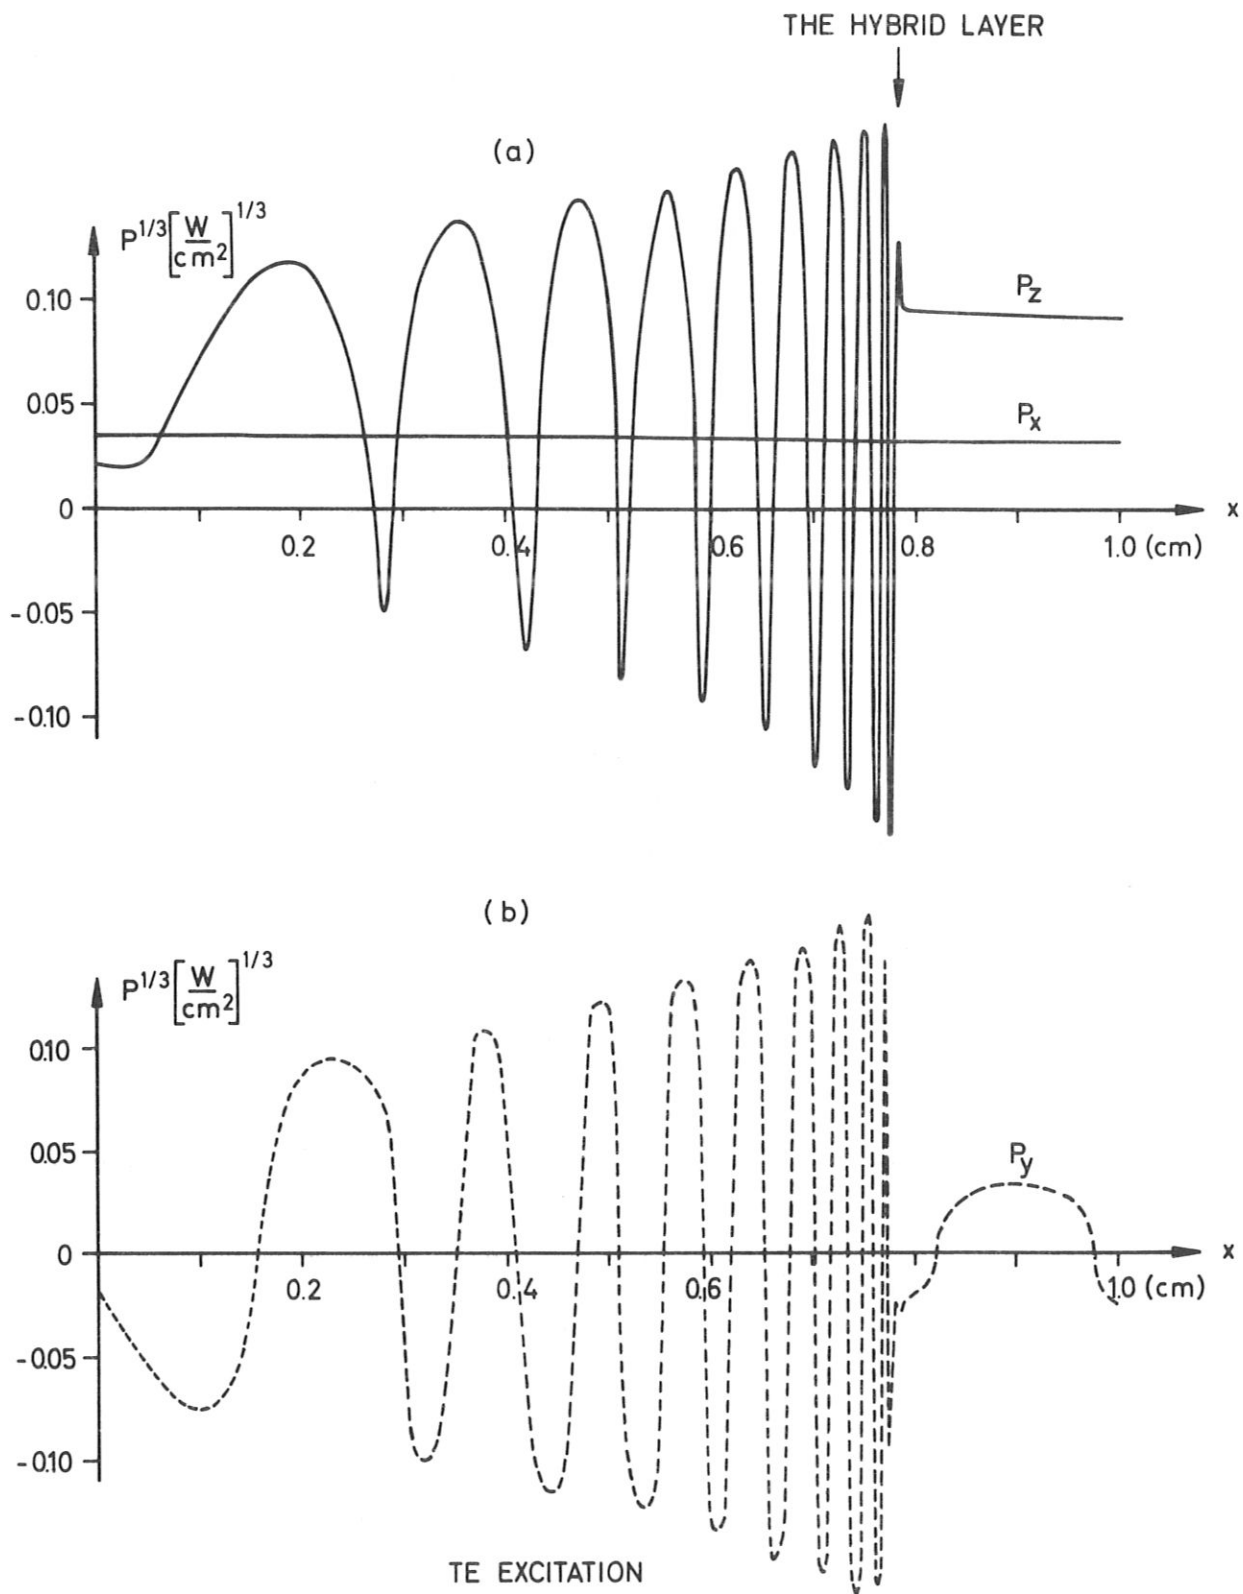 THE HYBRID LAYER
(a)
P^1/3 [W/cm²]^1/3
0.10
0.05
0
-0.05
-0.10
0.2
0.4
0.6
0.8
1.0 (cm)
x
Pz
Px
(b)
P^1/3 [W/cm²]^1/3
0.10
0.05
0
-0.05
-0.10
0.2
0.4
0.6
1.0 (cm)
x
Py
TE EXCITATION